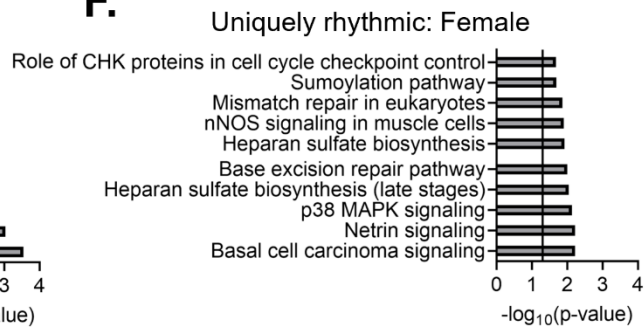 F.
Uniquely rhythmic: Female
Role of CHK proteins in cell cycle checkpoint control
Sumoylation pathway
Mismatch repair in eukaryotes
nNOS signaling in muscle cells
Heparan sulfate biosynthesis
Base excision repair pathway
Heparan sulfate biosynthesis (late stages)
p38 MAPK signaling
Netrin signaling
Basal cell carcinoma signaling
3 4
0 1 2 3 4
lue)
-log10(p-value)